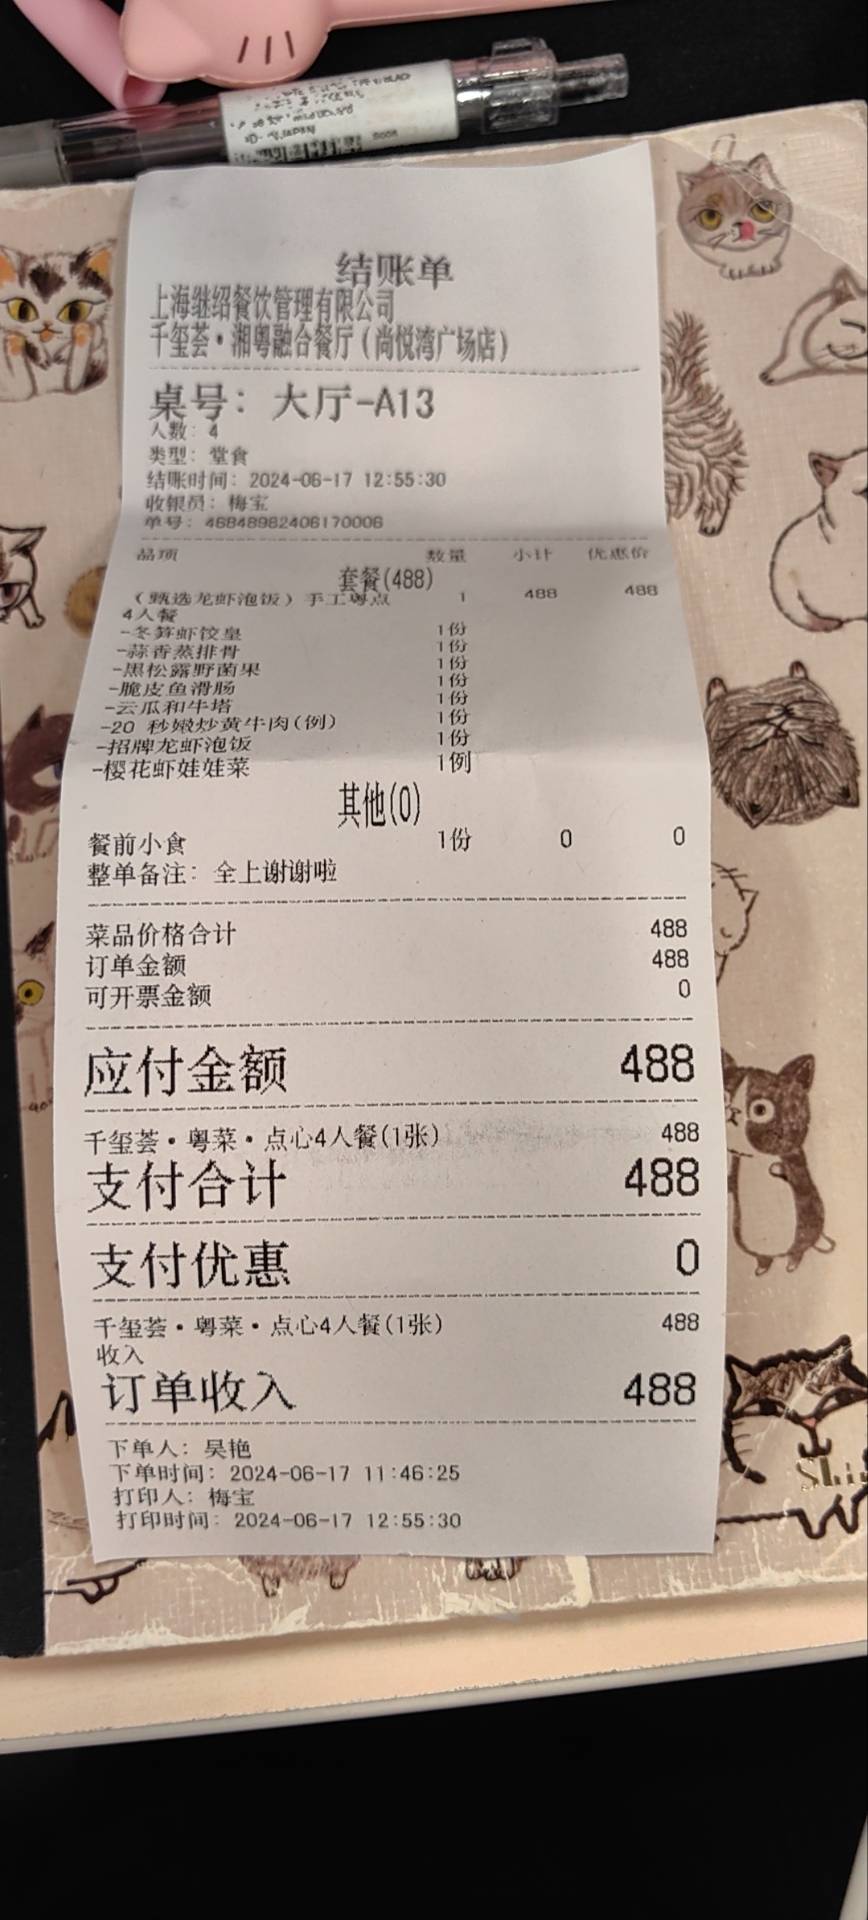 结账单
上海继绍餐饮管理有限公司
千玺荟·湘粤融合餐厅(尚悦湾广场店)
桌号: 大厅-A13
人数: 4
类型: 堂食
结账时间: 2024-06-17 12:55:30
收银员: 梅宝
单号: 46848982406170006
品项 数量 小计 优惠价
套餐(488)
(甄选龙虾泡饭)手工粤点 1 488 488
4人餐
-冬笋虾饺皇 1份
-蒜香蒸排骨 1份
-黑松露野菌果 1份
-脆皮鱼滑肠 1份
-云瓜和牛塔 1份
-20 秒嫩炒黄牛肉(例) 1份
-招牌龙虾泡饭 1份
-樱花虾娃娃菜 1例
其他(0)
餐前小食 1份 0 0
整单备注: 全上谢谢啦
菜品价格合计 488
订单金额 488
可开票金额 0
应付金额 488
千玺荟·粤菜·点心4人餐(1张) 488
支付合计 488
支付优惠 0
千玺荟·粤菜·点心4人餐(1张) 488
收入
订单收入 488
下单人: 吴艳
下单时间: 2024-06-17 11:46:25
打印人: 梅宝
打印时间: 2024-06-17 12:55:30